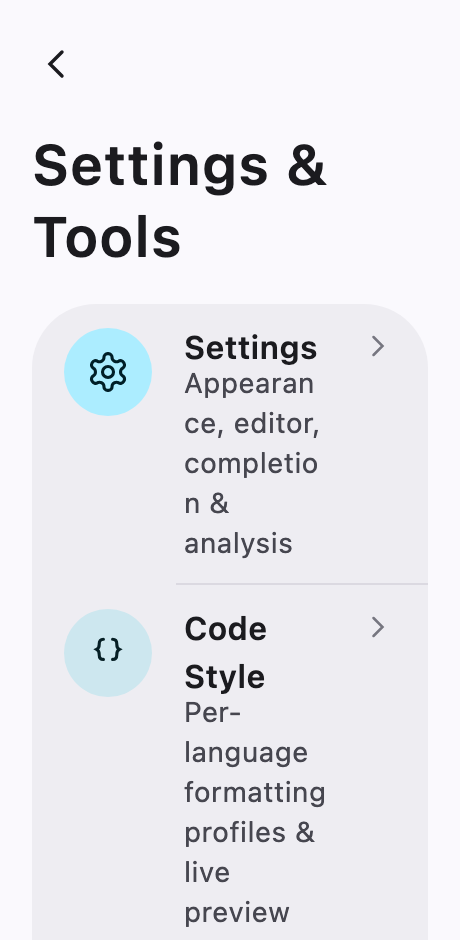 Settings &
Tools
Settings
Appearan
ce, editor,
completio
n &
analysis
{}
Code
Style
Per-
language
formatting
profiles &
live
preview